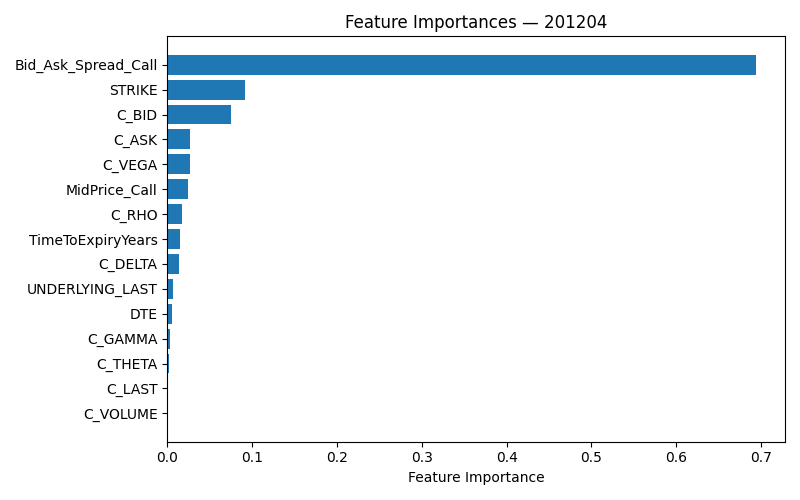 Feature Importances — 201204
Bid_Ask_Spread_Call
STRIKE
C_BID
C_ASK
C_VEGA
MidPrice_Call
C_RHO
TimeToExpiryYears
C_DELTA
UNDERLYING_LAST
DTE
C_GAMMA
C_THETA
C_LAST
C_VOLUME
0.0 0.1 0.2 0.3 0.4 0.5 0.6 0.7
Feature Importance